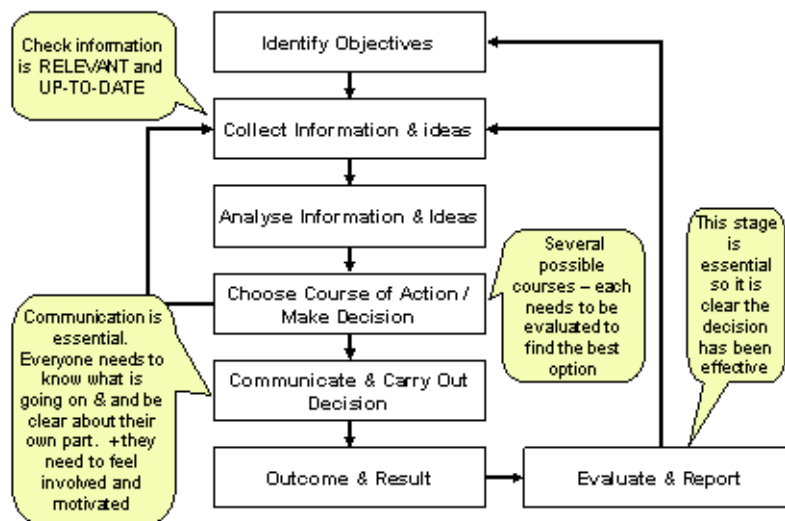 Identify Objectives
Check information
is RELEVANT and
UP-TO-DATE
Collect Information & ideas
Analyse Information & Ideas
Choose Course of Action /
Make Decision
Several
possible
courses – each
needs to be
evaluated to
find the best
option
This stage
is
essential
so it is
clear the
decision
has been
effective
Communication is
essential.
Everyone needs to
know what is
going on & and be
clear about their
own part. +they
need to feel
involved and
motivated
Communicate & Carry Out
Decision
Outcome & Result
Evaluate & Report